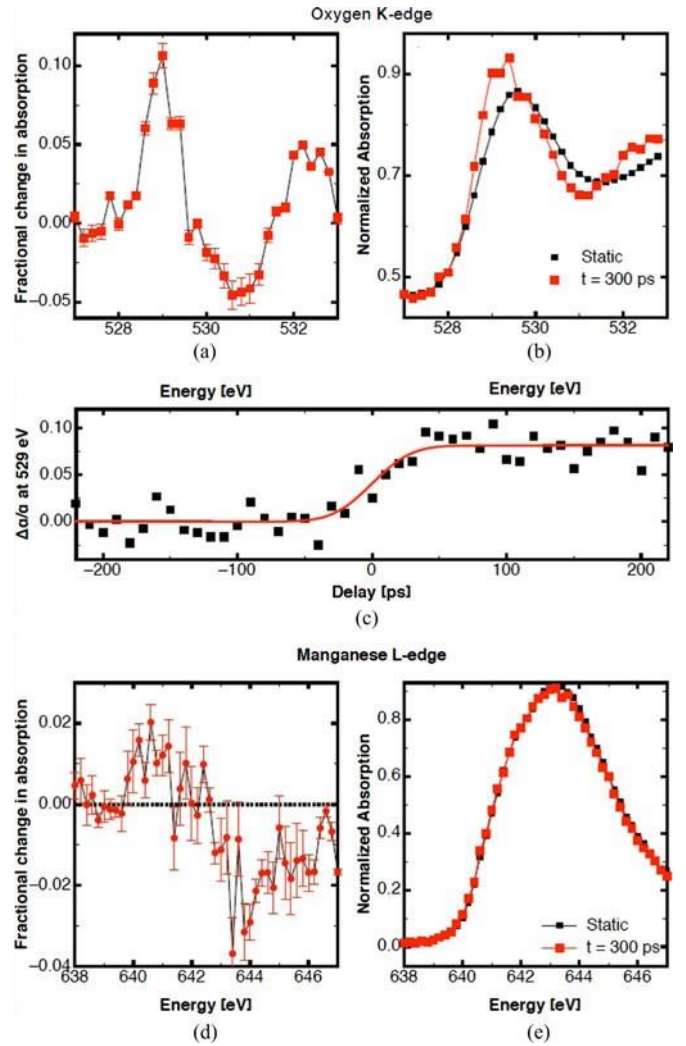 Oxygen K-edge
Fractional change in absorption
0.10
0.05
0.00
−0.05
528
530
532
(a)
Energy [eV]
Normalized Absorption
0.9
0.7
0.5
Static
t = 300 ps
528
530
532
(b)
Energy [eV]
Δα/α at 529 eV
0.10
0.05
0.00
−200
−100
0
100
200
Delay [ps]
(c)
Manganese L-edge
Fractional change in absorption
0.02
0.00
−0.02
−0.04
638
640
642
644
646
Energy [eV]
(d)
Normalized Absorption
0.8
0.6
0.4
0.2
0.0
Static
t = 300 ps
638
640
642
644
646
Energy [eV]
(e)